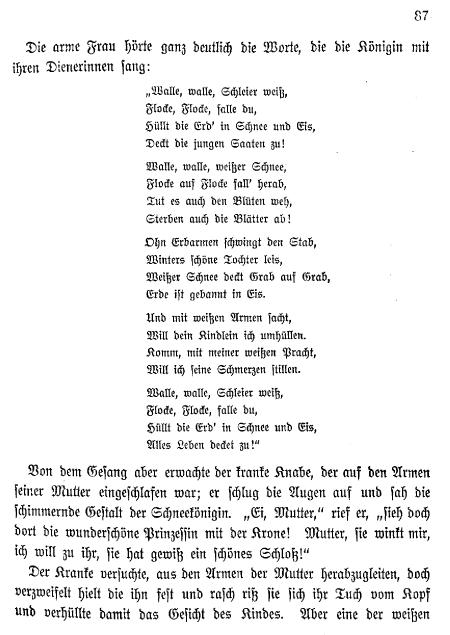 87
Die arme Frau hörte ganz deutlich die Worte, die die Königin mit
ihren Dienerinnen sang:
„Walle, walle, Schleier weiß,
Flocke, Flocke, falle du,
Hüllt die Erd' in Schnee und Eis,
Deckt die jungen Saaten zu!
Walle, walle, weißer Schnee,
Flocke auf Flocke fall' herab,
Tut es auch den Blüten weh,
Sterben auch die Blätter ab!
Ohn Erbarmen schwingt den Stab,
Winters schöne Tochter leis,
Weißer Schnee deckt Grab auf Grab,
Erde ist gebannt in Eis.
Und mit weißen Armen sacht,
Will dein Kindlein ich umhüllen.
Komm, mit meiner weißen Pracht,
Will ich seine Schmerzen stillen.
Walle, walle, Schleier weiß,
Flocke, Flocke, falle du,
Hüllt die Erd' in Schnee und Eis,
Alles Leben decket zu!“
Von dem Gesang aber erwachte der kranke Knabe, der auf den Armen
seiner Mutter eingeschlafen war; er schlug die Augen auf und sah die
schimmernde Gestalt der Schneekönigin. „Ei, Mutter,“ rief er, „sieh doch
dort die wunderschöne Prinzessin mit der Krone! Mutter, sie winkt mir,
ich will zu ihr, sie hat gewiß ein schönes Schloß!“
Der Kranke versuchte, aus den Armen der Mutter herabzugleiten, doch
verzweifelt hielt die ihn fest und rasch riß sie sich ihr Tuch vom Kopf
und verhüllte damit das Gesicht des Kindes. Aber eine der weißen